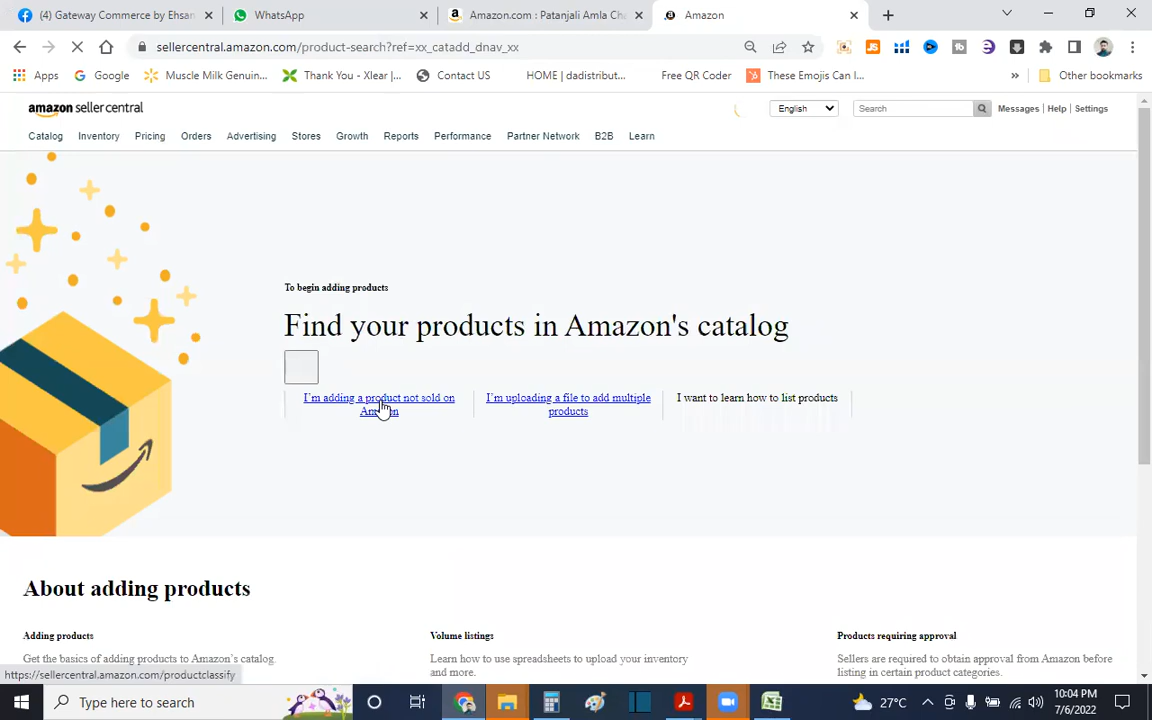 (4) Gateway Commerce by Ehsan
WhatsApp
Amazon.com : Patanjali Amla Ch
Amazon
sellercentral.amazon.com/product-search?ref=xx_catadd_dnav_xx
Apps
Google
Muscle Milk Genuin...
Thank You - Xlear |...
Contact US
HOME | dadistribut...
Free QR Coder
These Emojis Can I...
»
Other bookmarks
amazon seller central
English
Search
Messages | Help | Settings
Catalog Inventory Pricing Orders Advertising Stores Growth Reports Performance Partner Network B2B Learn
To begin adding products
Find your products in Amazon's catalog
I'm adding a product not sold on
Amazon
I'm uploading a file to add multiple
products
I want to learn how to list products
About adding products
Adding products
Get the basics of adding products to Amazon's catalog.
Volume listings
Learn how to use spreadsheets to upload your inventory
and more.
Products requiring approval
Sellers are required to obtain approval from Amazon before
listing in certain product categories.
https://sellercentral.amazon.com/productclassify
Type here to search
27°C
10:04 PM
7/6/2022